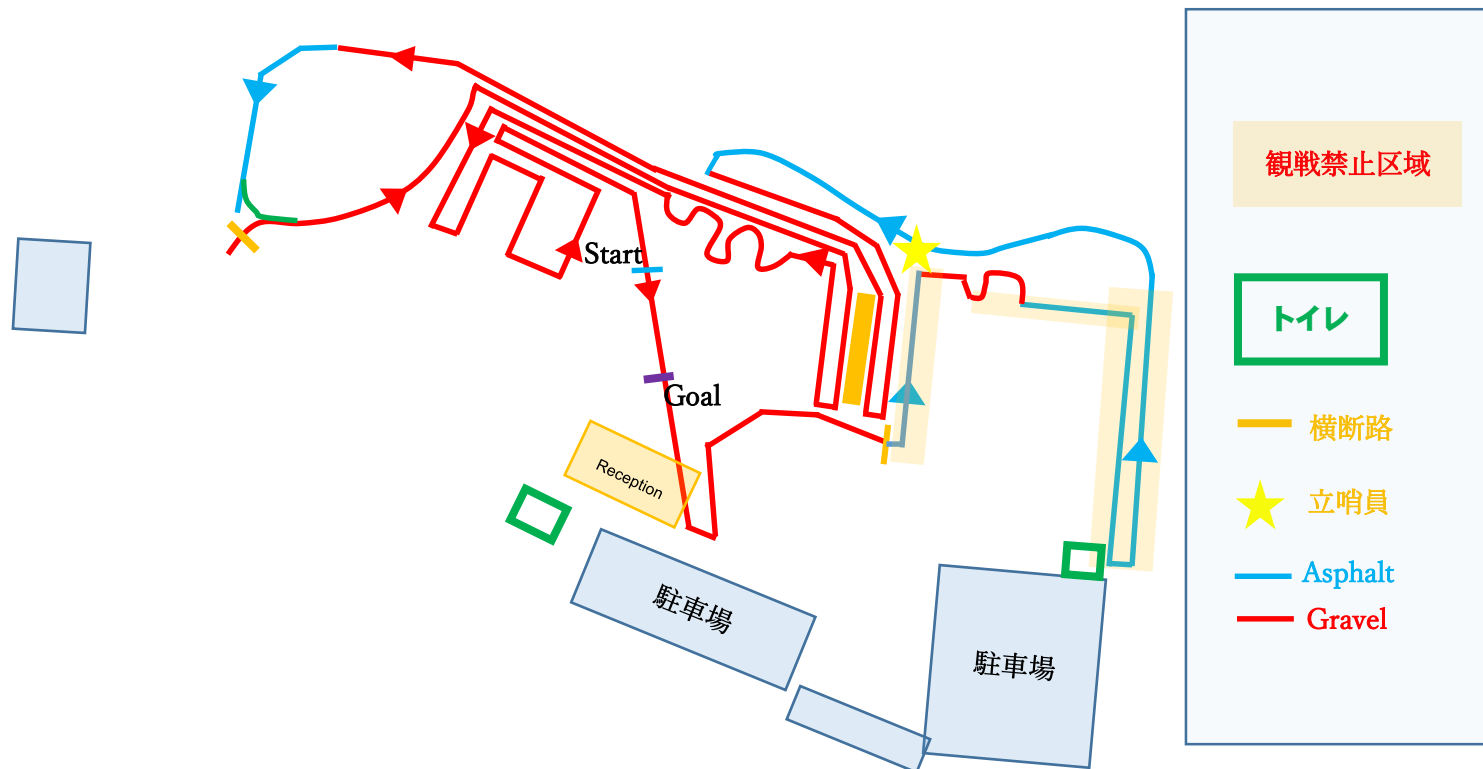 Start
Goal
Reception
駐車場
駐車場
観戦禁止区域
トイレ
横断路
立哨員
Asphalt
Gravel